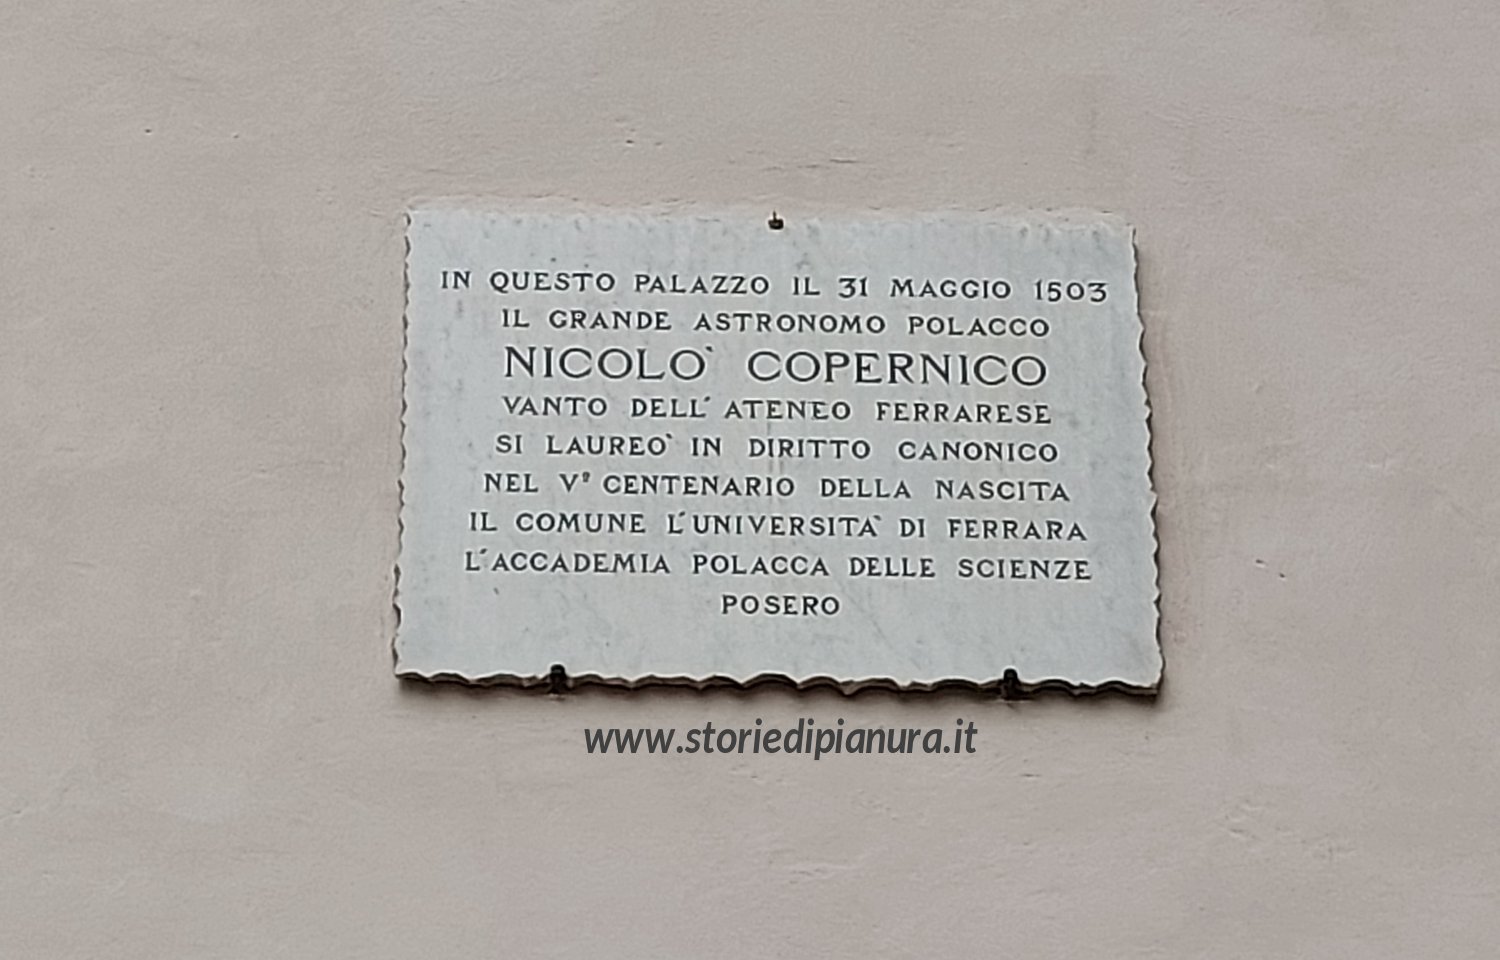 IN QUESTO PALAZZO IL 31 MAGGIO 1503
IL GRANDE ASTRONOMO POLACCO
NICOLO` COPERNICO
VANTO DELL´ ATENEO FERRARESE
SI LAUREO` IN DIRITTO CANONICO
NEL Vº CENTENARIO DELLA NASCITA
IL COMUNE L´UNIVERSITA` DI FERRARA
L´ACCADEMIA POLACCA DELLE SCIENZE
POSERO
www.storiedipianura.it